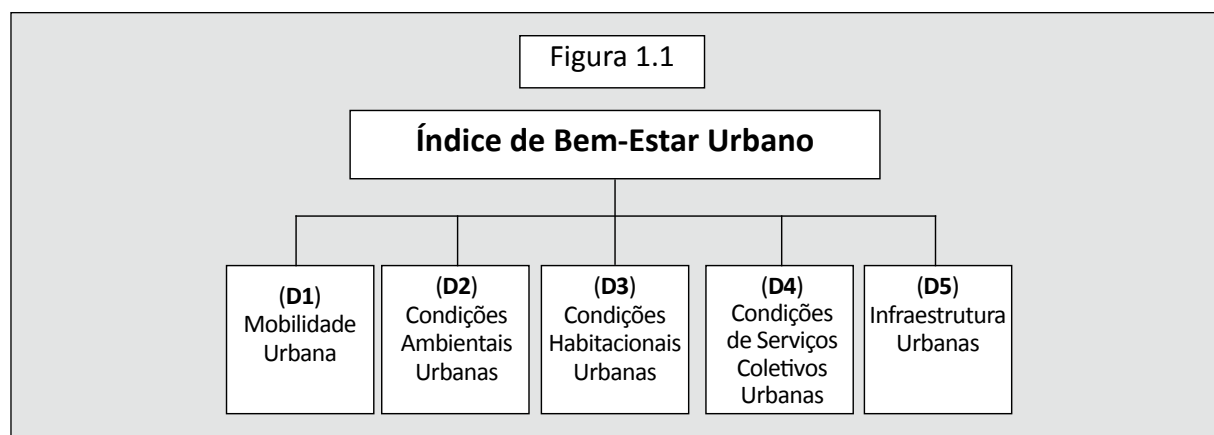 Figura 1.1
Índice de Bem-Estar Urbano
(D1)
Mobilidade
Urbana
(D2)
Condições
Ambientais
Urbanas
(D3)
Condições
Habitacionais
Urbanas
(D4)
Condições
de Serviços
Coletivos
Urbanas
(D5)
Infraestrutura
Urbanas